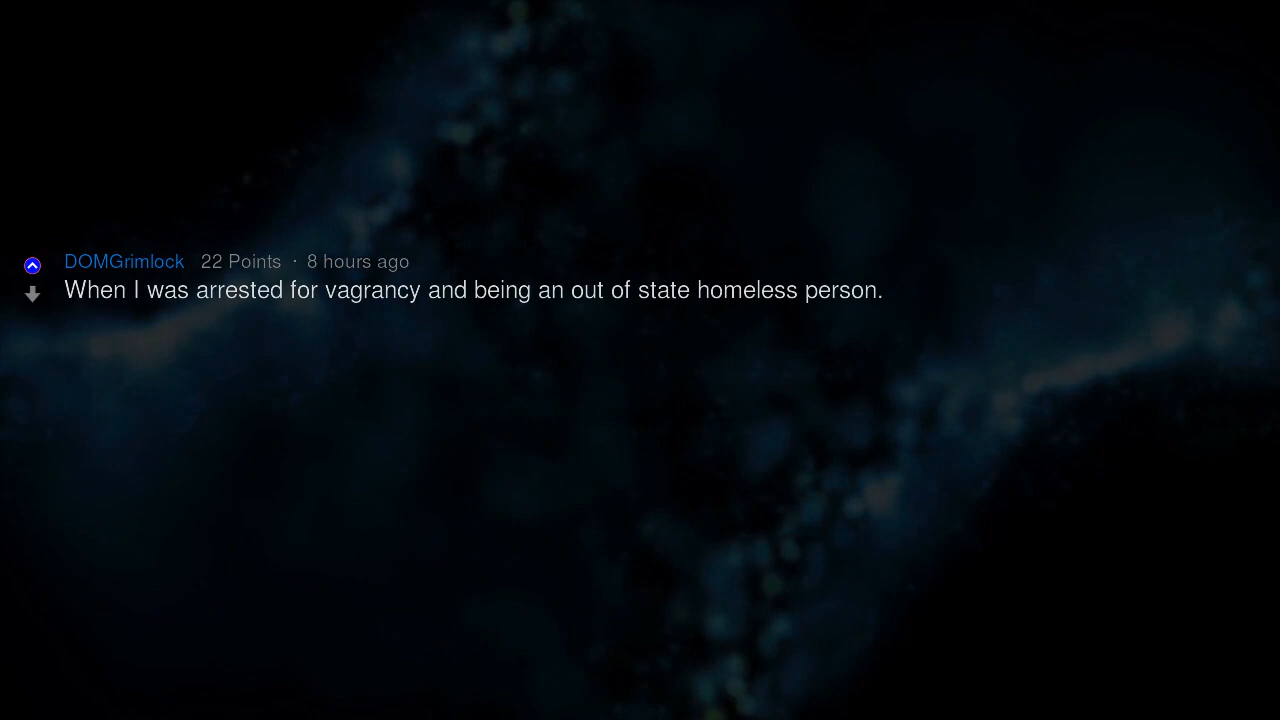 DOMGrimlock 22 Points · 8 hours ago
When I was arrested for vagrancy and being an out of state homeless person.